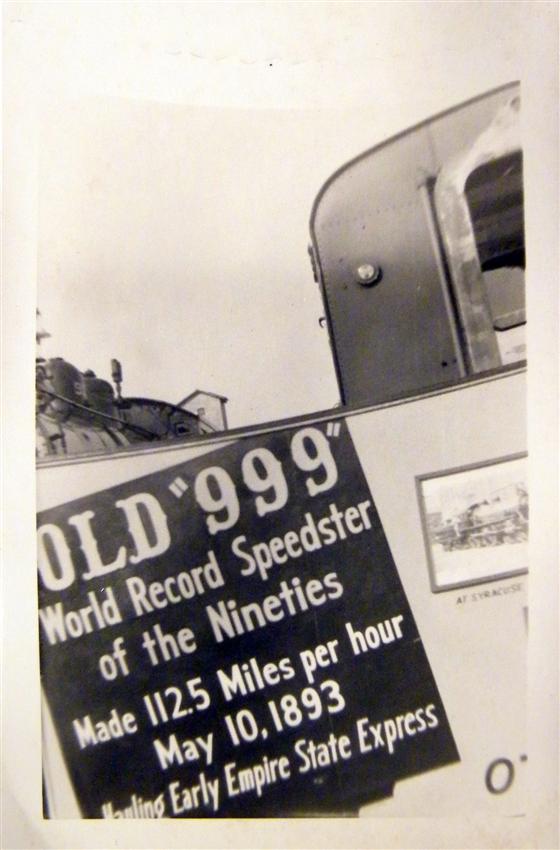 OLD "999"
World Record Speedster
of the Nineties
Made 112.5 Miles per hour
May 10, 1893
Hauling Early Empire State Express
AT SYRACUSE